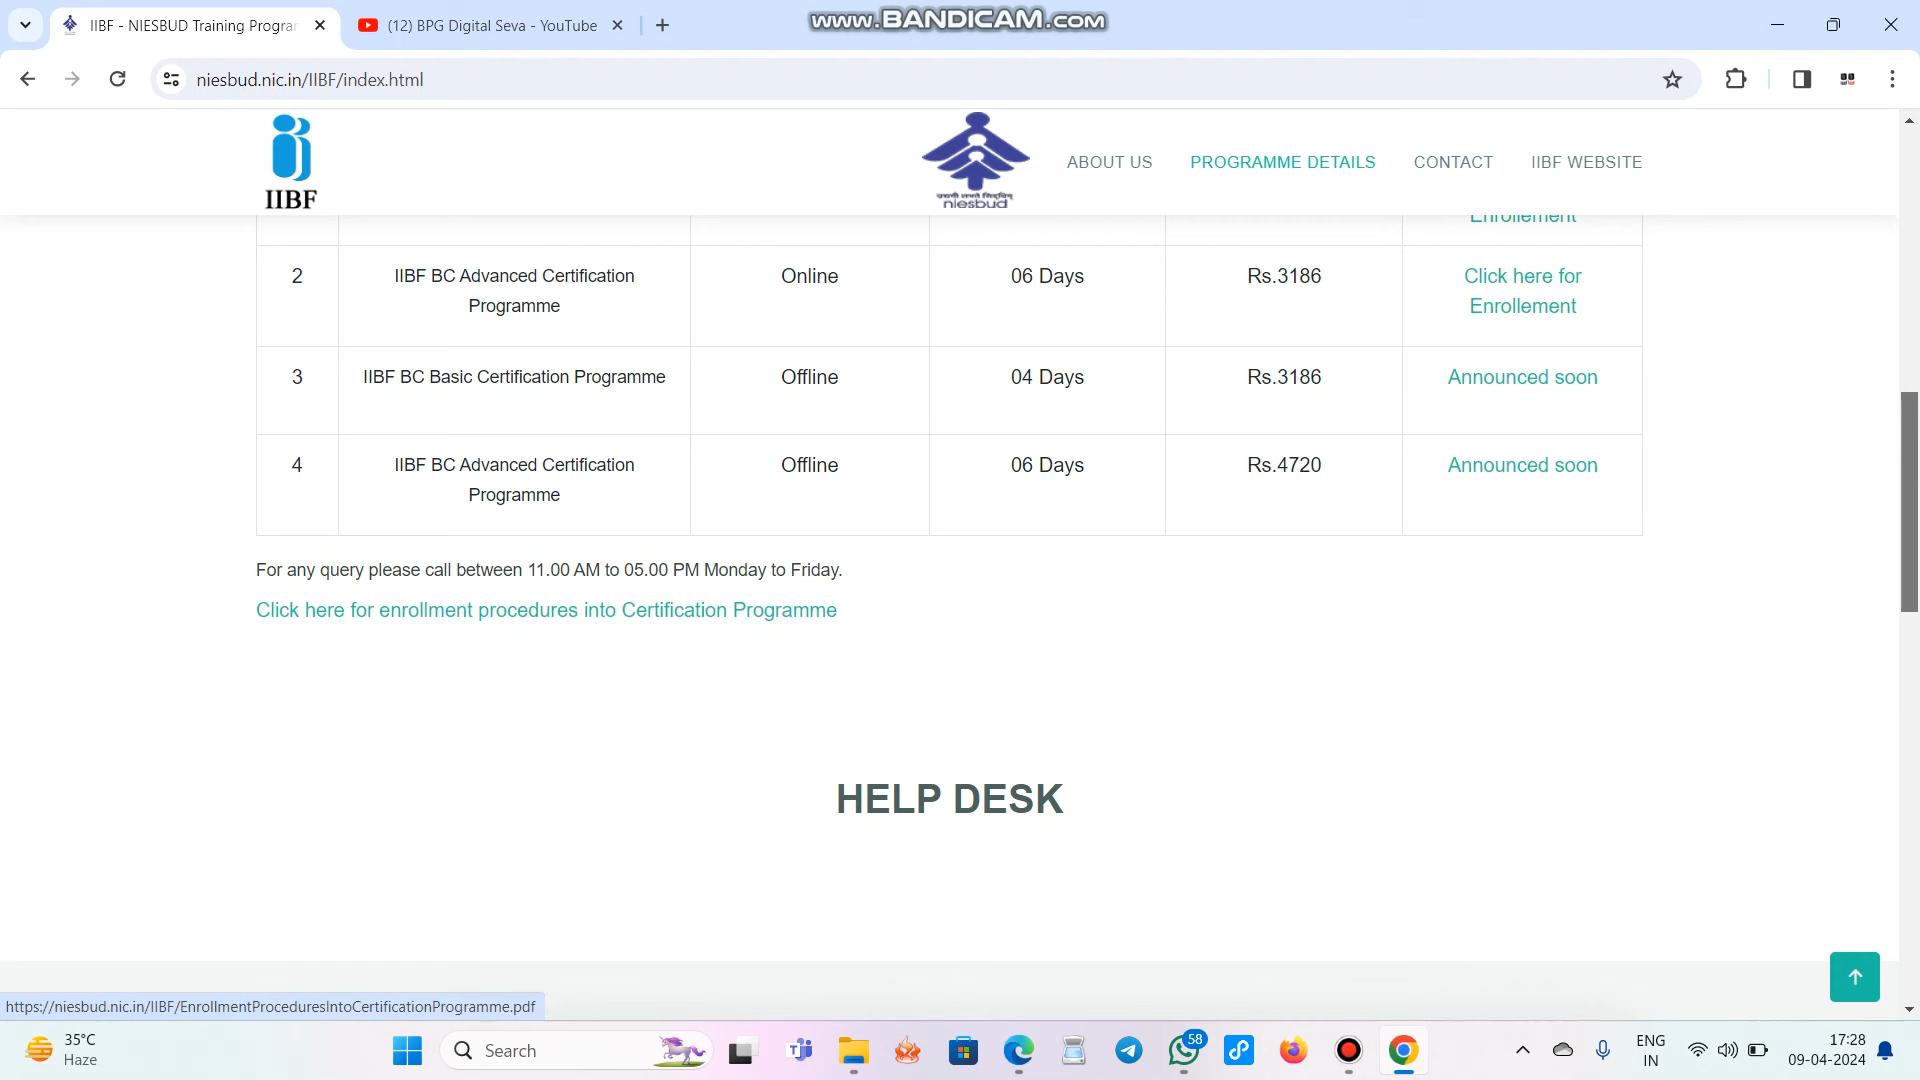 IIBF - NIESBUD Training Prograr
(12) BPG Digital Seva - YouTube
www.BANDICAM.com
niesbud.nic.in/IIBF/index.html
IIBF
niesbud
ABOUT US
PROGRAMME DETAILS
CONTACT
IIBF WEBSITE
Enrollement
2
IIBF BC Advanced Certification
Programme
Online
06 Days
Rs.3186
Click here for
Enrollement
3
IIBF BC Basic Certification Programme
Offline
04 Days
Rs.3186
Announced soon
4
IIBF BC Advanced Certification
Programme
Offline
06 Days
Rs.4720
Announced soon
For any query please call between 11.00 AM to 05.00 PM Monday to Friday.
Click here for enrollment procedures into Certification Programme
HELP DESK
https://niesbud.nic.in/IIBF/EnrollmentProceduresIntoCertificationProgramme.pdf
35°C
Haze
Search
58
ENG
IN
17:28
09-04-2024